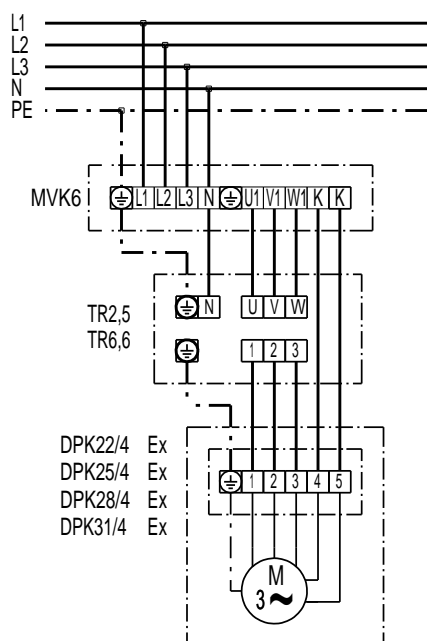 L1
L2
L3
N
PE
MVK6 L1 L2 L3 N U1 V1 W1 K K
TR2,5 N U V W
TR6,6 1 2 3
DPK22/4 Ex
DPK25/4 Ex
DPK28/4 Ex
DPK31/4 Ex
1 2 3 4 5
M
3 ~